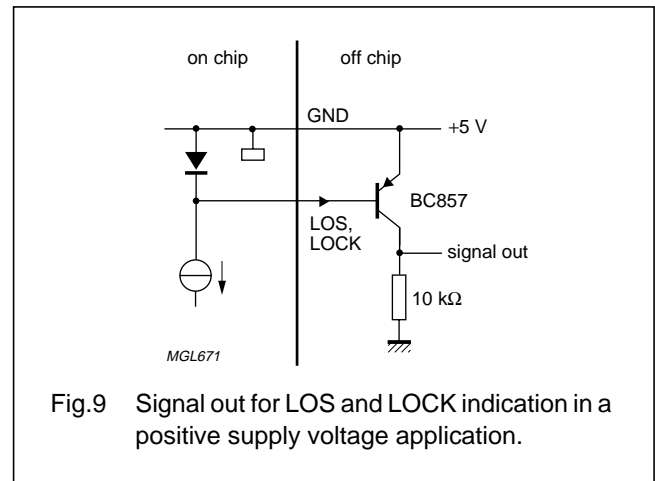 on chip
off chip
GND
+5 V
BC857
LOS,
LOCK
signal out
10 kΩ
MGL671
Fig.9 Signal out for LOS and LOCK indication in a
positive supply voltage application.